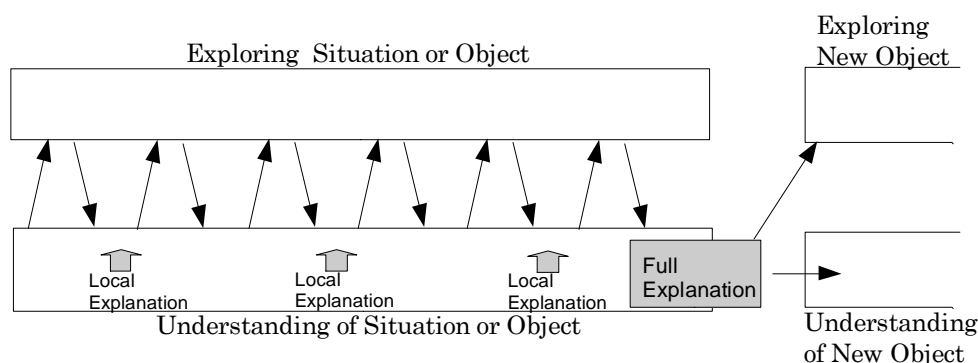 Exploring Situation or Object
Exploring
New Object
Local
Explanation
Local
Explanation
Local
Explanation
Full
Explanation
Understanding of Situation or Object
Understanding
of New Object